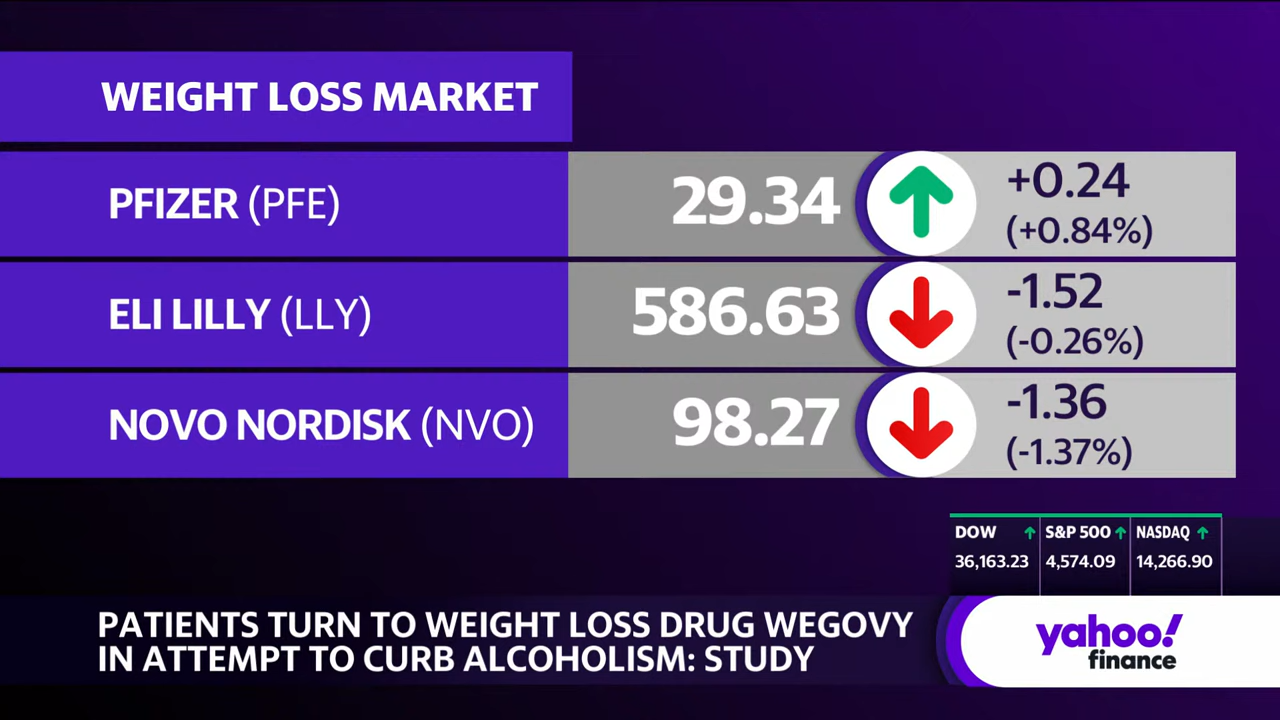 WEIGHT LOSS MARKET
PFIZER (PFE) 29.34 +0.24
(+0.84%)
ELI LILLY (LLY) 586.63 -1.52
(-0.26%)
NOVO NORDISK (NVO) 98.27 -1.36
(-1.37%)
DOW S&P 500 NASDAQ
36,163.23 4,574.09 14,266.90
PATIENTS TURN TO WEIGHT LOSS DRUG WEGOVY
IN ATTEMPT TO CURB ALCOHOLISM: STUDY
yahoo!
finance